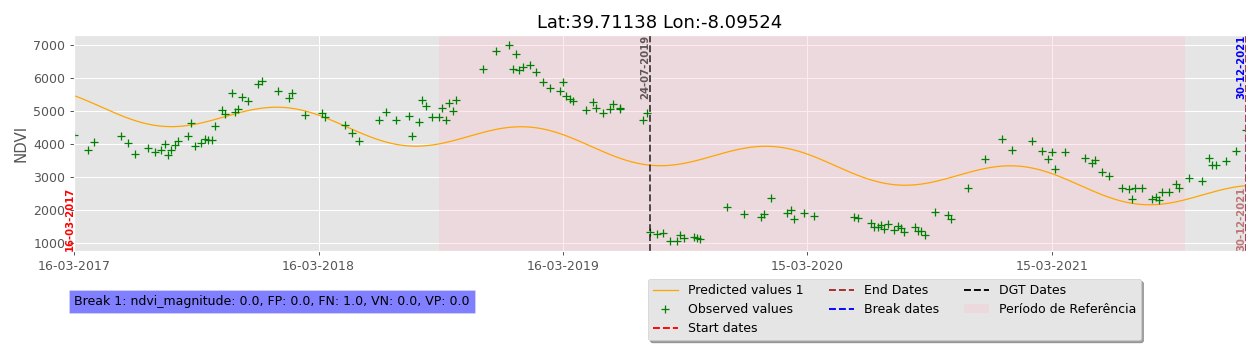 Lat:39.71138 Lon:-8.09524
NDVI
7000
6000
5000
4000
3000
2000
1000
16-03-2017
24-07-2019
30-12-2021
30-12-2021
16-03-2017
16-03-2018
16-03-2019
15-03-2020
15-03-2021
Break 1: ndvi_magnitude: 0.0, FP: 0.0, FN: 1.0, VN: 0.0, VP: 0.0
Predicted values 1
Observed values
Start dates
End Dates
Break dates
DGT Dates
Período de Referência